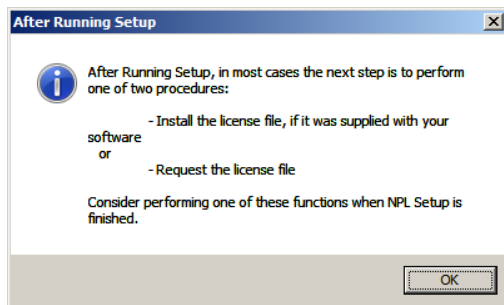 After Running Setup
After Running Setup, in most cases the next step is to perform
one of two procedures:
- Install the license file, if it was supplied with your
software
or
- Request the license file
Consider performing one of these functions when NPL Setup is
finished.
OK